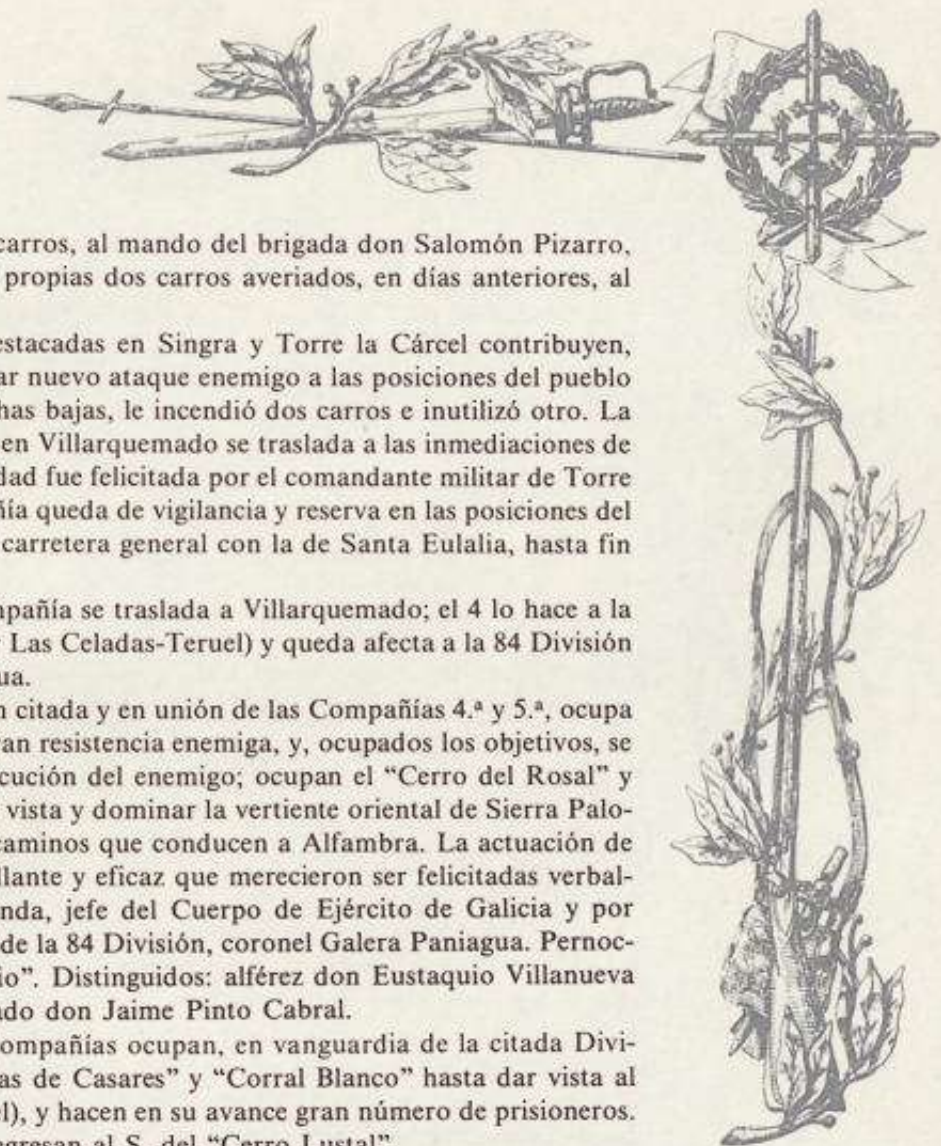 carros, al mando del brigada don Salomón Pizarro,
propias dos carros averiados, en días anteriores, al
estacadas en Singra y Torre la Cárcel contribuyen,
ar nuevo ataque enemigo a las posiciones del pueblo
has bajas, le incendió dos carros e inutilizó otro. La
en Villarquemado se traslada a las inmediaciones de
dad fue felicitada por el comandante militar de Torre
ñía queda de vigilancia y reserva en las posiciones del
carretera general con la de Santa Eulalia, hasta fin
mpañía se traslada a Villarquemado; el 4 lo hace a la
Las Celadas-Teruel) y queda afecta a la 84 División
ua.
n citada y en unión de las Compañías 4.ª y 5.ª, ocupa
ran resistencia enemiga, y, ocupados los objetivos, se
cución del enemigo; ocupan el "Cerro del Rosal" y
vista y dominar la vertiente oriental de Sierra Palo-
caminos que conducen a Alfambra. La actuación de
llante y eficaz que merecieron ser felicitadas verbal-
nda, jefe del Cuerpo de Ejército de Galicia y por
de la 84 División, coronel Galera Paniagua. Pernoc-
io". Distinguidos: alférez don Eustaquio Villanueva
ado don Jaime Pinto Cabral.
ompañías ocupan, en vanguardia de la citada Divi-
as de Casares" y "Corral Blanco" hasta dar vista al
el), y hacen en su avance gran número de prisioneros.
gresan al S. del "Cerro Lustal".